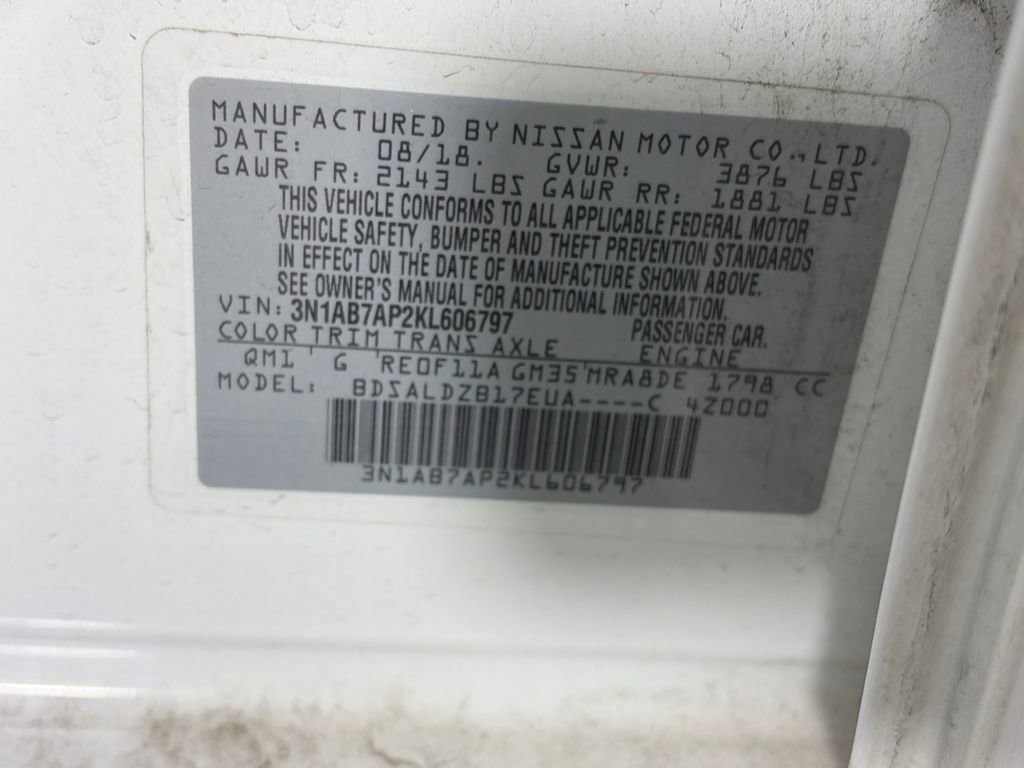 MANUFACTURED BY NISSAN MOTOR CO.,LTD.
DATE: 08/18. GVWR: 3876 LBS
GAWR FR: 2143 LBS GAWR RR: 1881 LBS
THIS VEHICLE CONFORMS TO ALL APPLICABLE FEDERAL MOTOR
VEHICLE SAFETY, BUMPER AND THEFT PREVENTION STANDARDS
IN EFFECT ON THE DATE OF MANUFACTURE SHOWN ABOVE.
SEE OWNER'S MANUAL FOR ADDITIONAL INFORMATION.
VIN: 3N1AB7AP2KL606797 PASSENGER CAR.
COLOR TRIM TRANS AXLE ENGINE
QM1 ' G 'RE0F11A GM35'MRA8DE 1798 CC
MODEL: BDSALDZB17EUA----C 4Z000
3N1AB7AP2KL606797